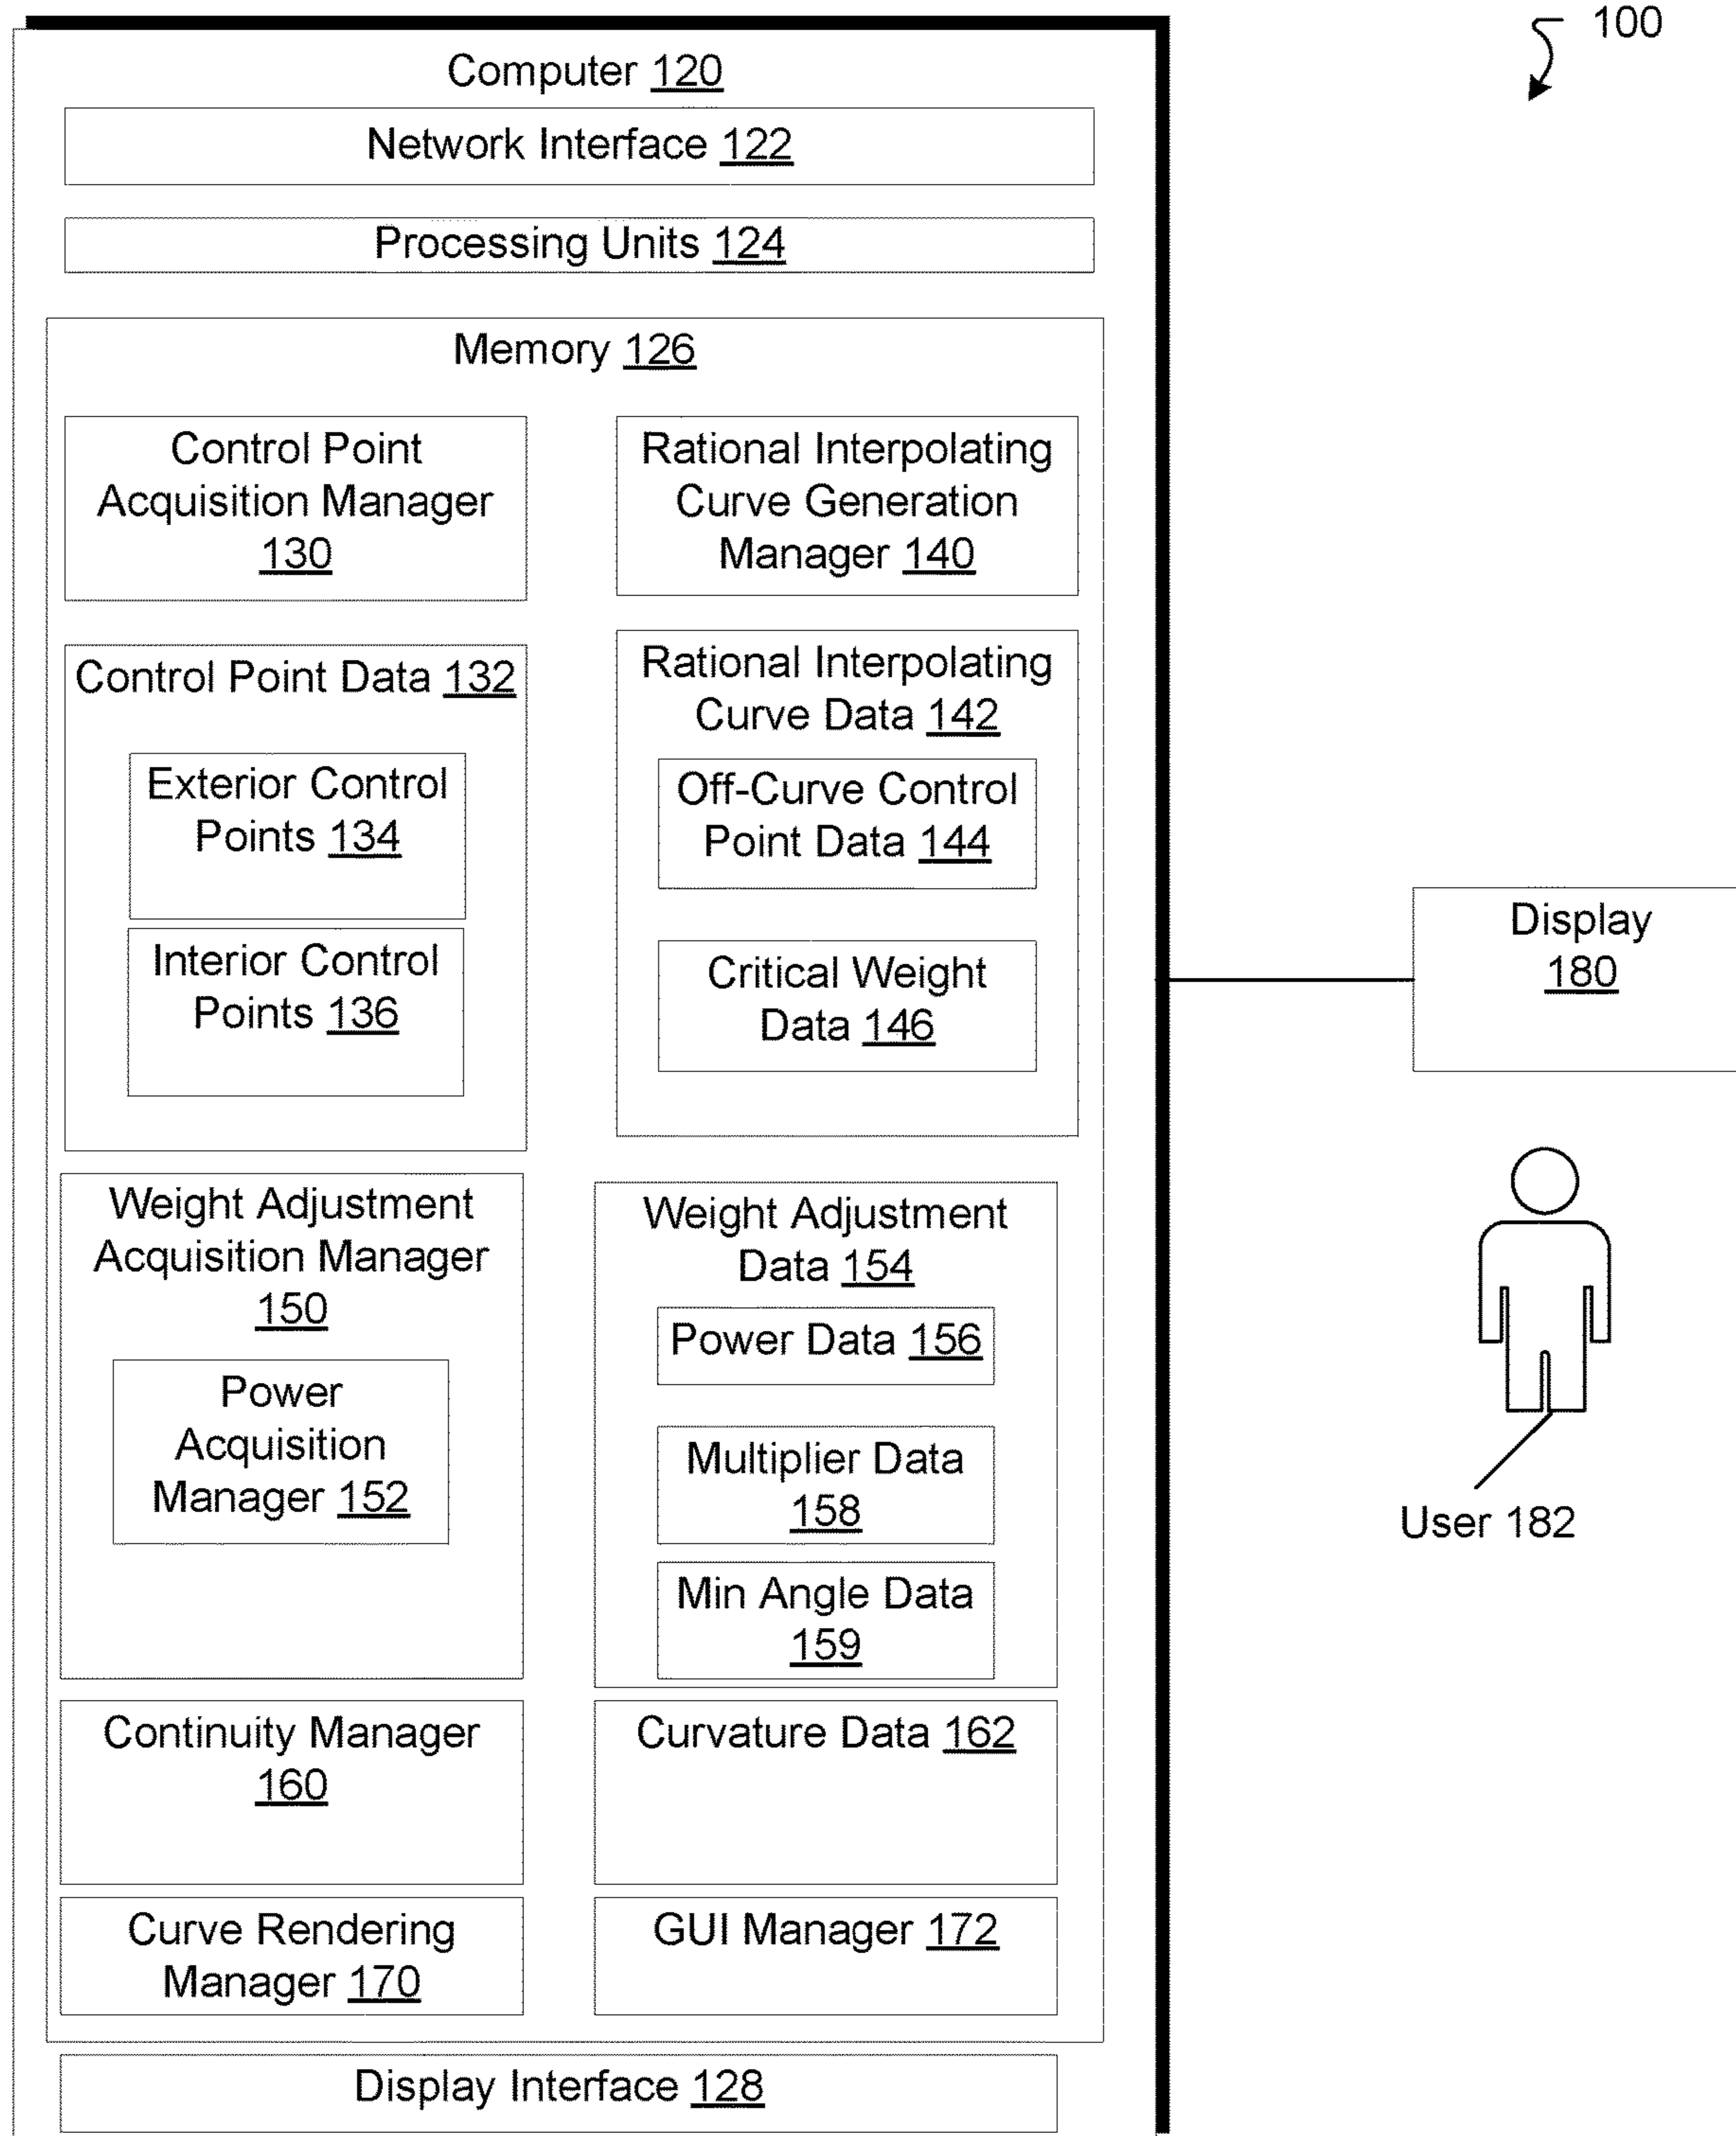 100
Computer 120
Network Interface 122
Processing Units 124
Memory 126
Control Point
Acquisition Manager
130
Rational Interpolating
Curve Generation
Manager 140
Control Point Data 132
Exterior Control
Points 134
Interior Control
Points 136
Rational Interpolating
Curve Data 142
Off-Curve Control
Point Data 144
Critical Weight
Data 146
Weight Adjustment
Acquisition Manager
150
Power
Acquisition
Manager 152
Weight Adjustment
Data 154
Power Data 156
Multiplier Data
158
Min Angle Data
159
Continuity Manager
160
Curvature Data 162
Curve Rendering
Manager 170
GUI Manager 172
Display Interface 128
Display
180
User 182